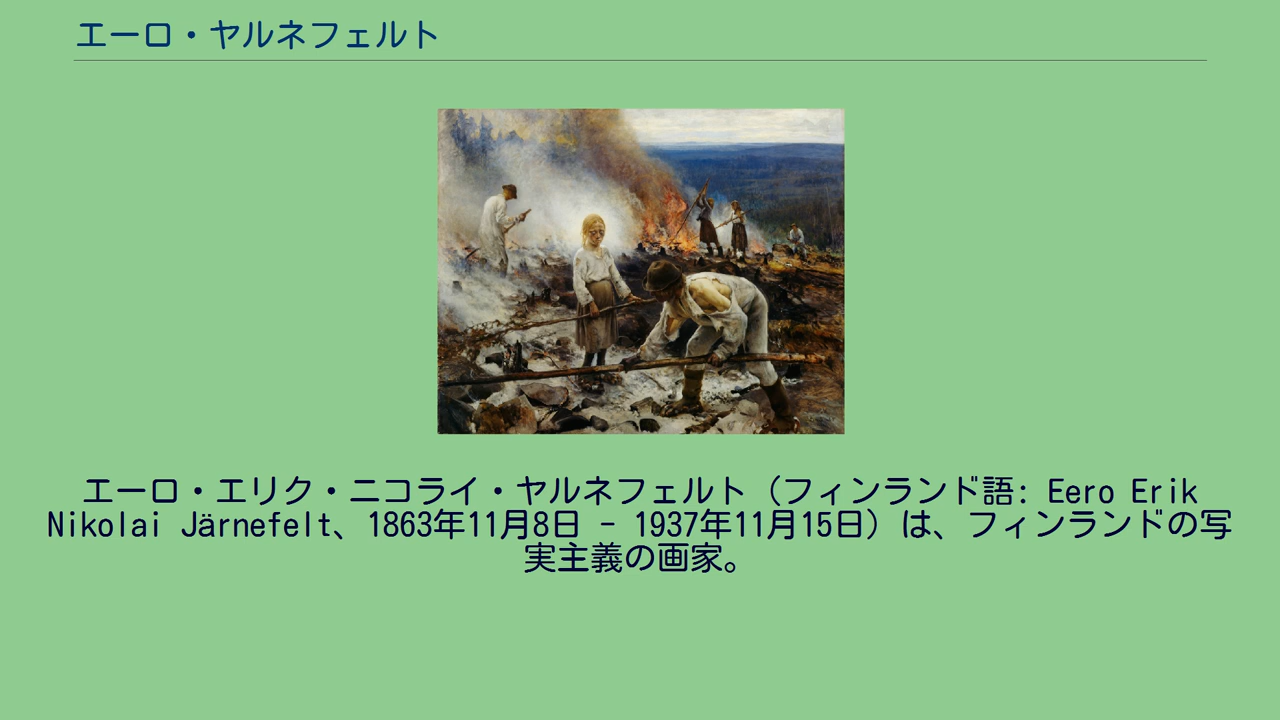 エーロ・ヤルネフェルト
エーロ・エリク・ニコライ・ヤルネフェルト（フィンランド語: Eero Erik
Nikolai Järnefelt、1863年11月8日 - 1937年11月15日）は、フィンランドの写
実主義の画家。